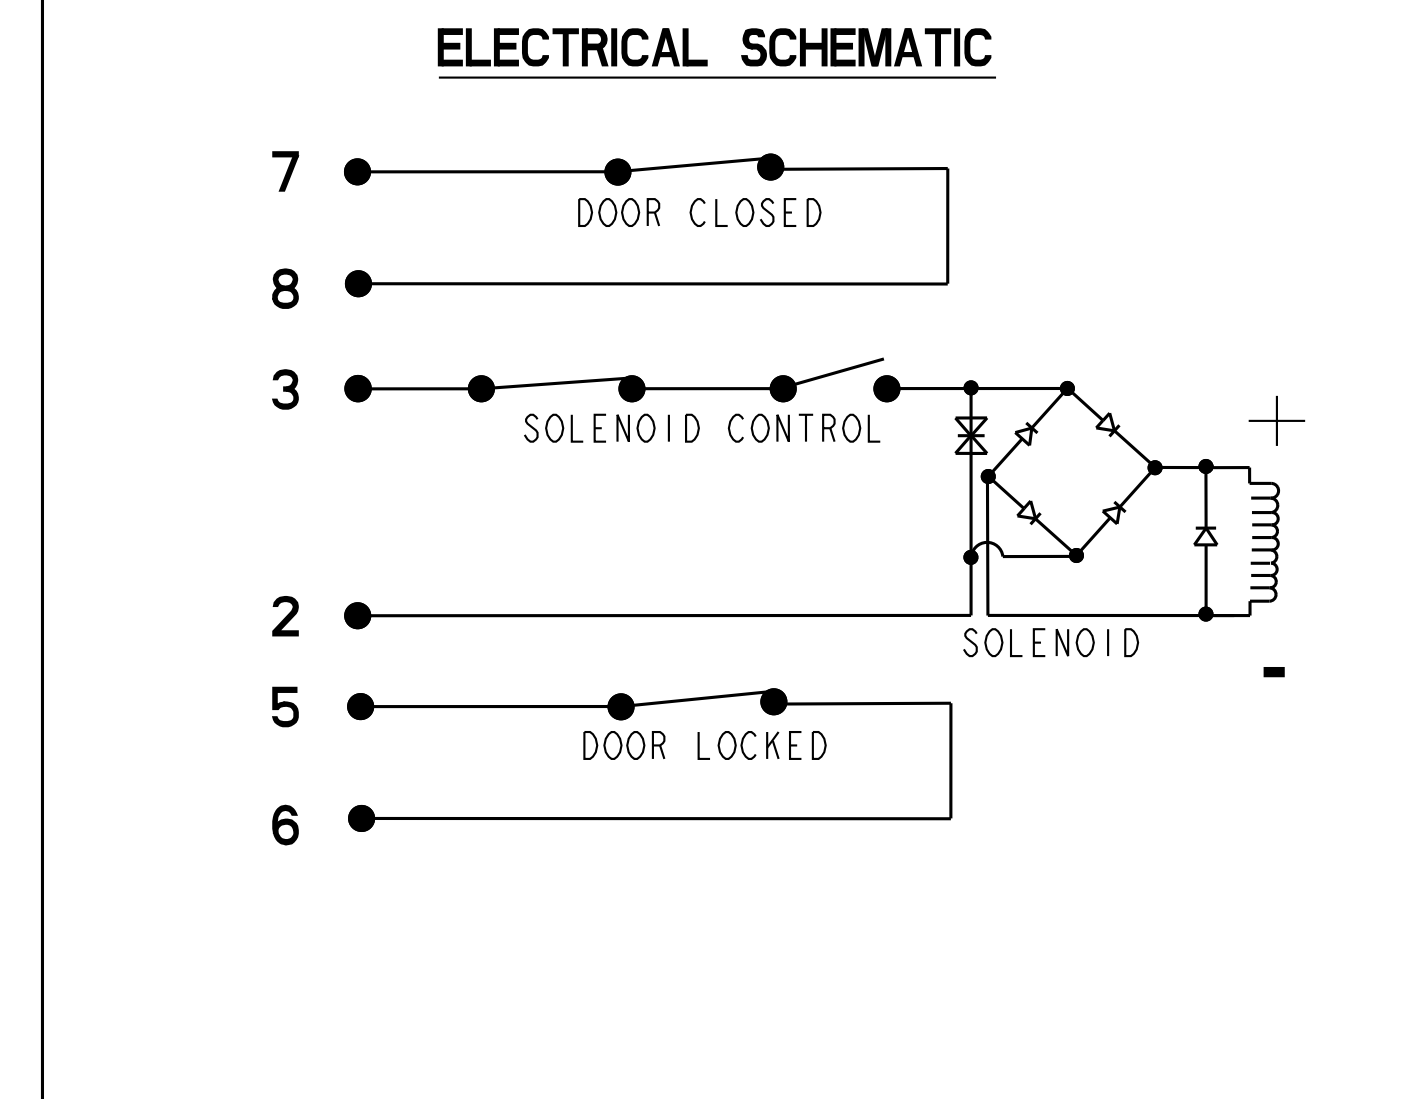 ELECTRICAL SCHEMATIC
7
DOOR CLOSED
8
3
SOLENOID CONTROL
+
2
SOLENOID
-
5
DOOR LOCKED
6